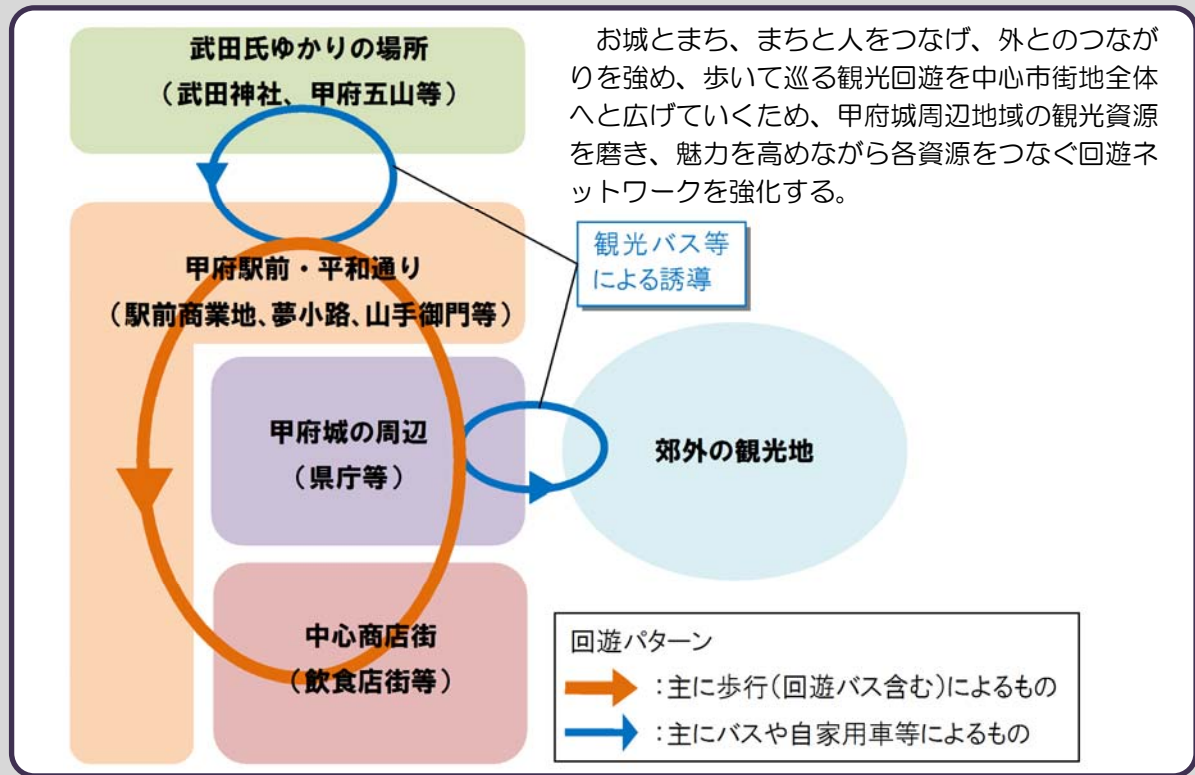 武田氏ゆかりの場所
（武田神社、甲府五山等）
お城とまち、まちと人をつなげ、外とのつなが
りを強め、歩いて巡る観光回遊を中心市街地全体
へと広げていくため、甲府城周辺地域の観光資源
を磨き、魅力を高めながら各資源をつなぐ回遊ネ
ットワークを強化する。
観光バス等
による誘導
甲府駅前・平和通り
（駅前商業地、夢小路、山手御門等）
甲府城の周辺
（県庁等）
郊外の観光地
中心商店街
（飲食店街等）
回遊パターン
：主に歩行（回遊バス含む）によるもの
：主にバスや自家用車等によるもの